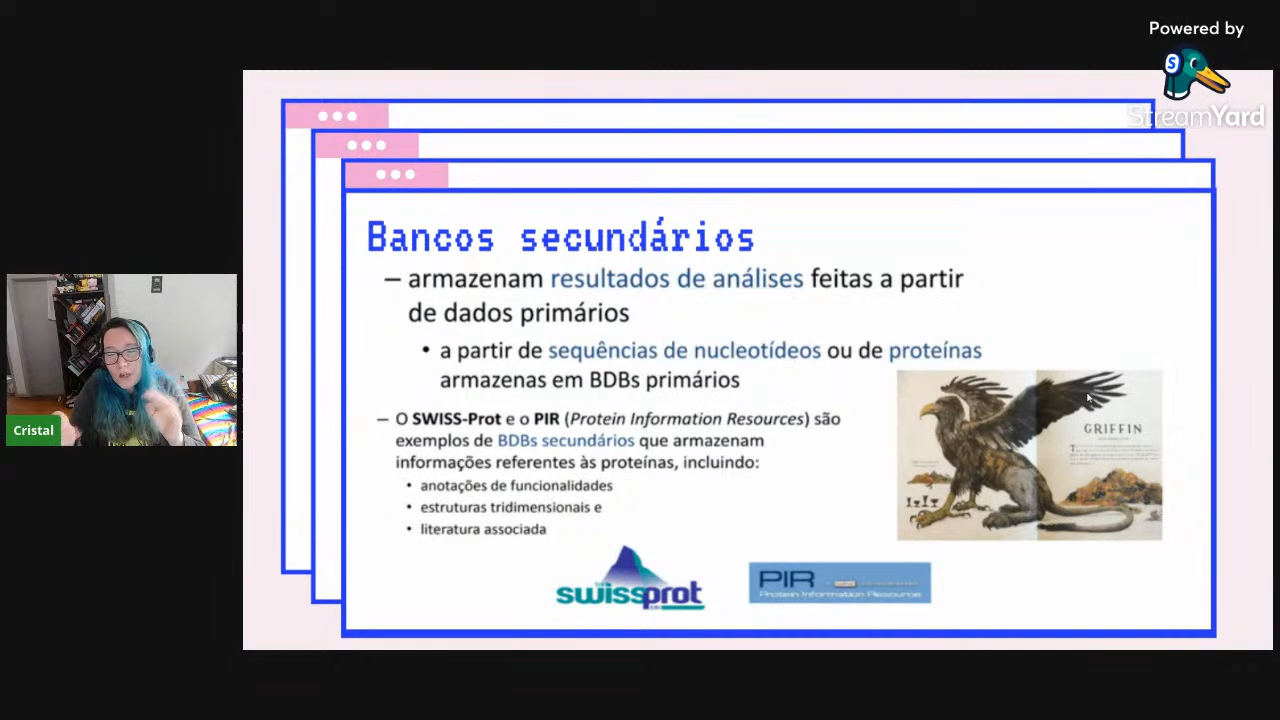 Powered by
S
StreamYard
Bancos secundários
– armazenam resultados de análises feitas a partir
de dados primários
• a partir de sequências de nucleotídeos ou de proteínas
armazenas em BDBs primários
– O SWISS-Prot e o PIR (Protein Information Resources) são
exemplos de BDBs secundários que armazenam
informações referentes às proteínas, incluindo:
• anotações de funcionalidades
• estruturas tridimensionais e
• literatura associada
GRIFFIN
swissprot
PIR
Protein Information Resource
Cristal